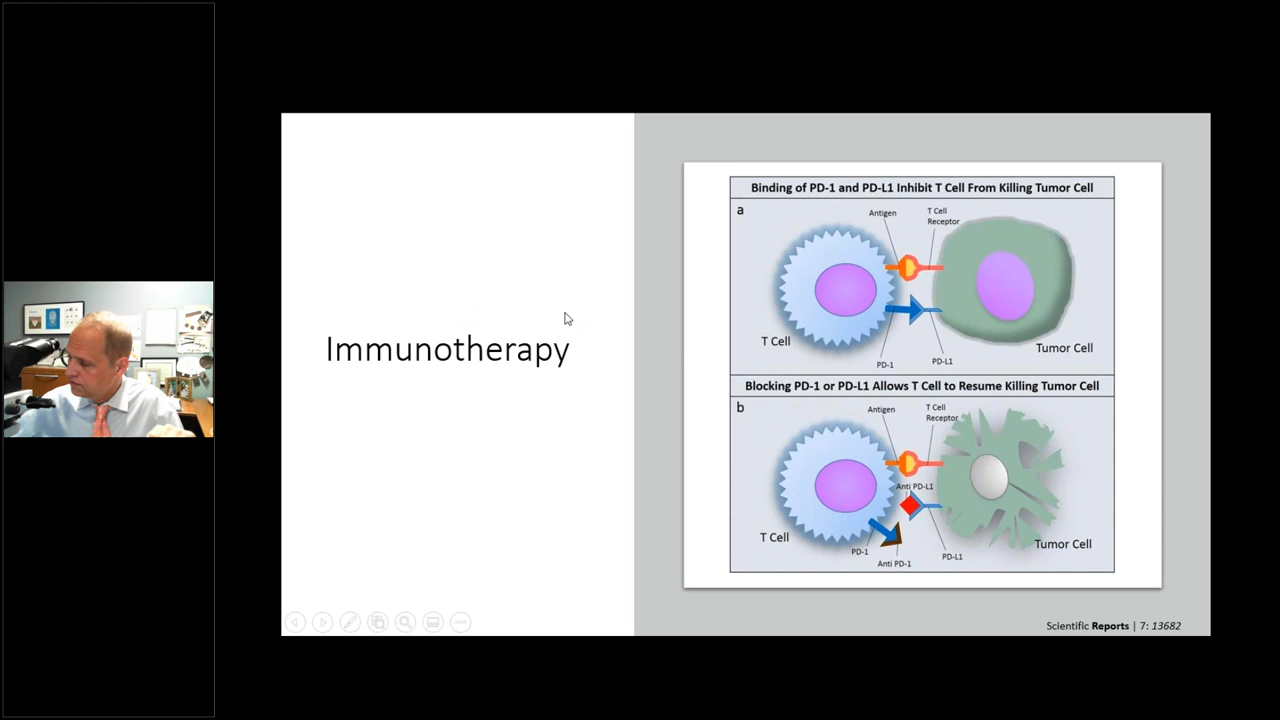 Immunotherapy
Binding of PD-1 and PD-L1 Inhibit T Cell From Killing Tumor Cell
a
Antigen
T Cell
Receptor
T Cell
PD-1
PD-L1
Tumor Cell
Blocking PD-1 or PD-L1 Allows T Cell to Resume Killing Tumor Cell
b
Antigen
T Cell
Receptor
Anti PD-L1
T Cell
PD-1
Anti PD-1
PD-L1
Tumor Cell
Scientific Reports | 7: 13682